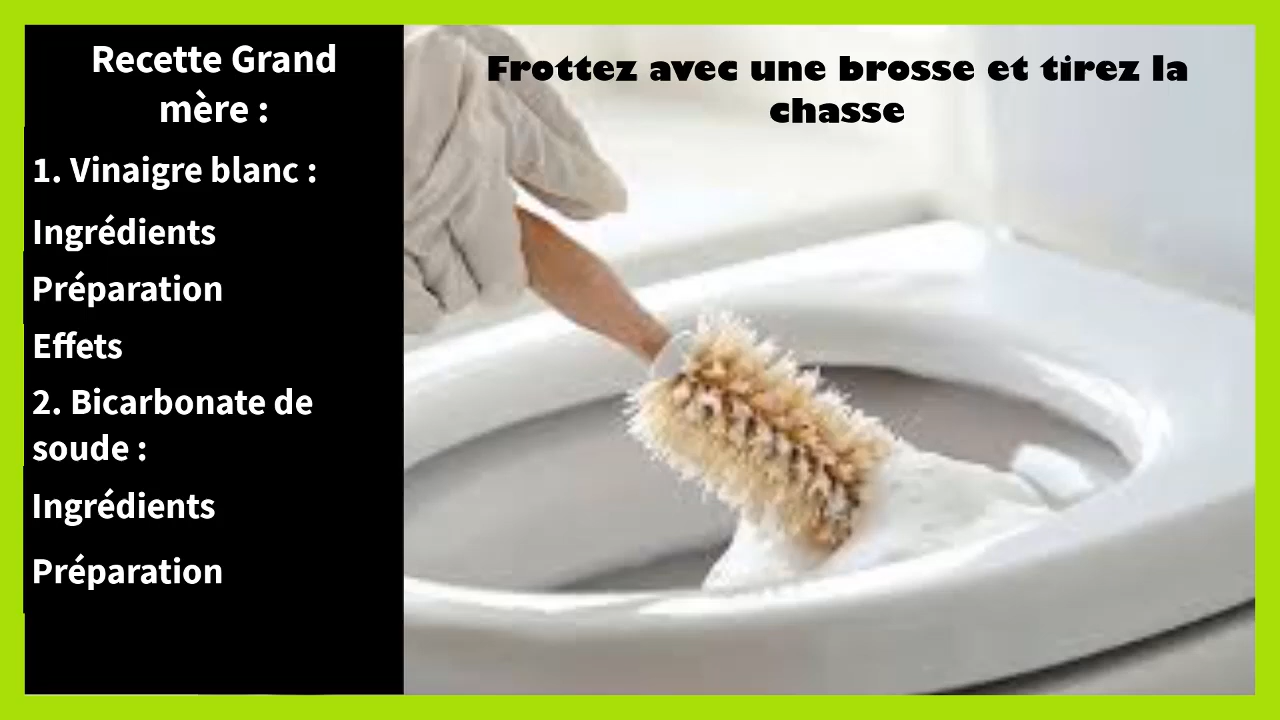 Recette Grand
mère :
1. Vinaigre blanc :
Ingrédients
Préparation
Effets
2. Bicarbonate de
soude :
Ingrédients
Préparation
Frottez avec une brosse et tirez la
chasse